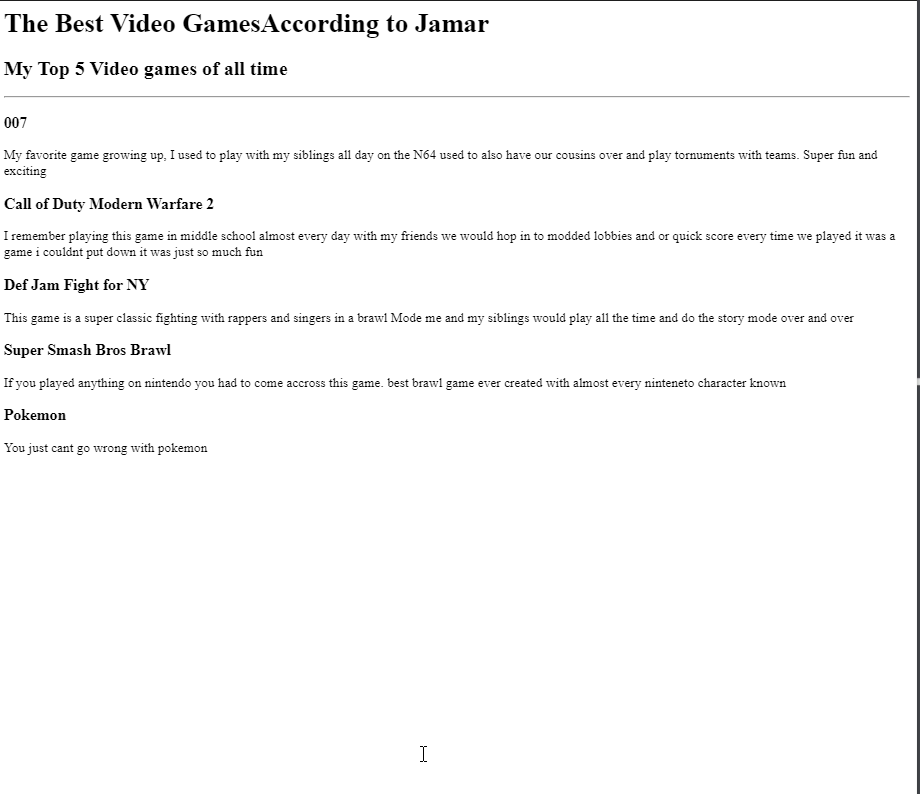 The Best Video GamesAccording to Jamar
My Top 5 Video games of all time
007
My favorite game growing up, I used to play with my siblings all day on the N64 used to also have our cousins over and play tornuments with teams. Super fun and
exciting
Call of Duty Modern Warfare 2
I remember playing this game in middle school almost every day with my friends we would hop in to modded lobbies and or quick score every time we played it was a
game i couldnt put down it was just so much fun
Def Jam Fight for NY
This game is a super classic fighting with rappers and singers in a brawl Mode me and my siblings would play all the time and do the story mode over and over
Super Smash Bros Brawl
If you played anything on nintendo you had to come accross this game. best brawl game ever created with almost every ninteneto character known
Pokemon
You just cant go wrong with pokemon